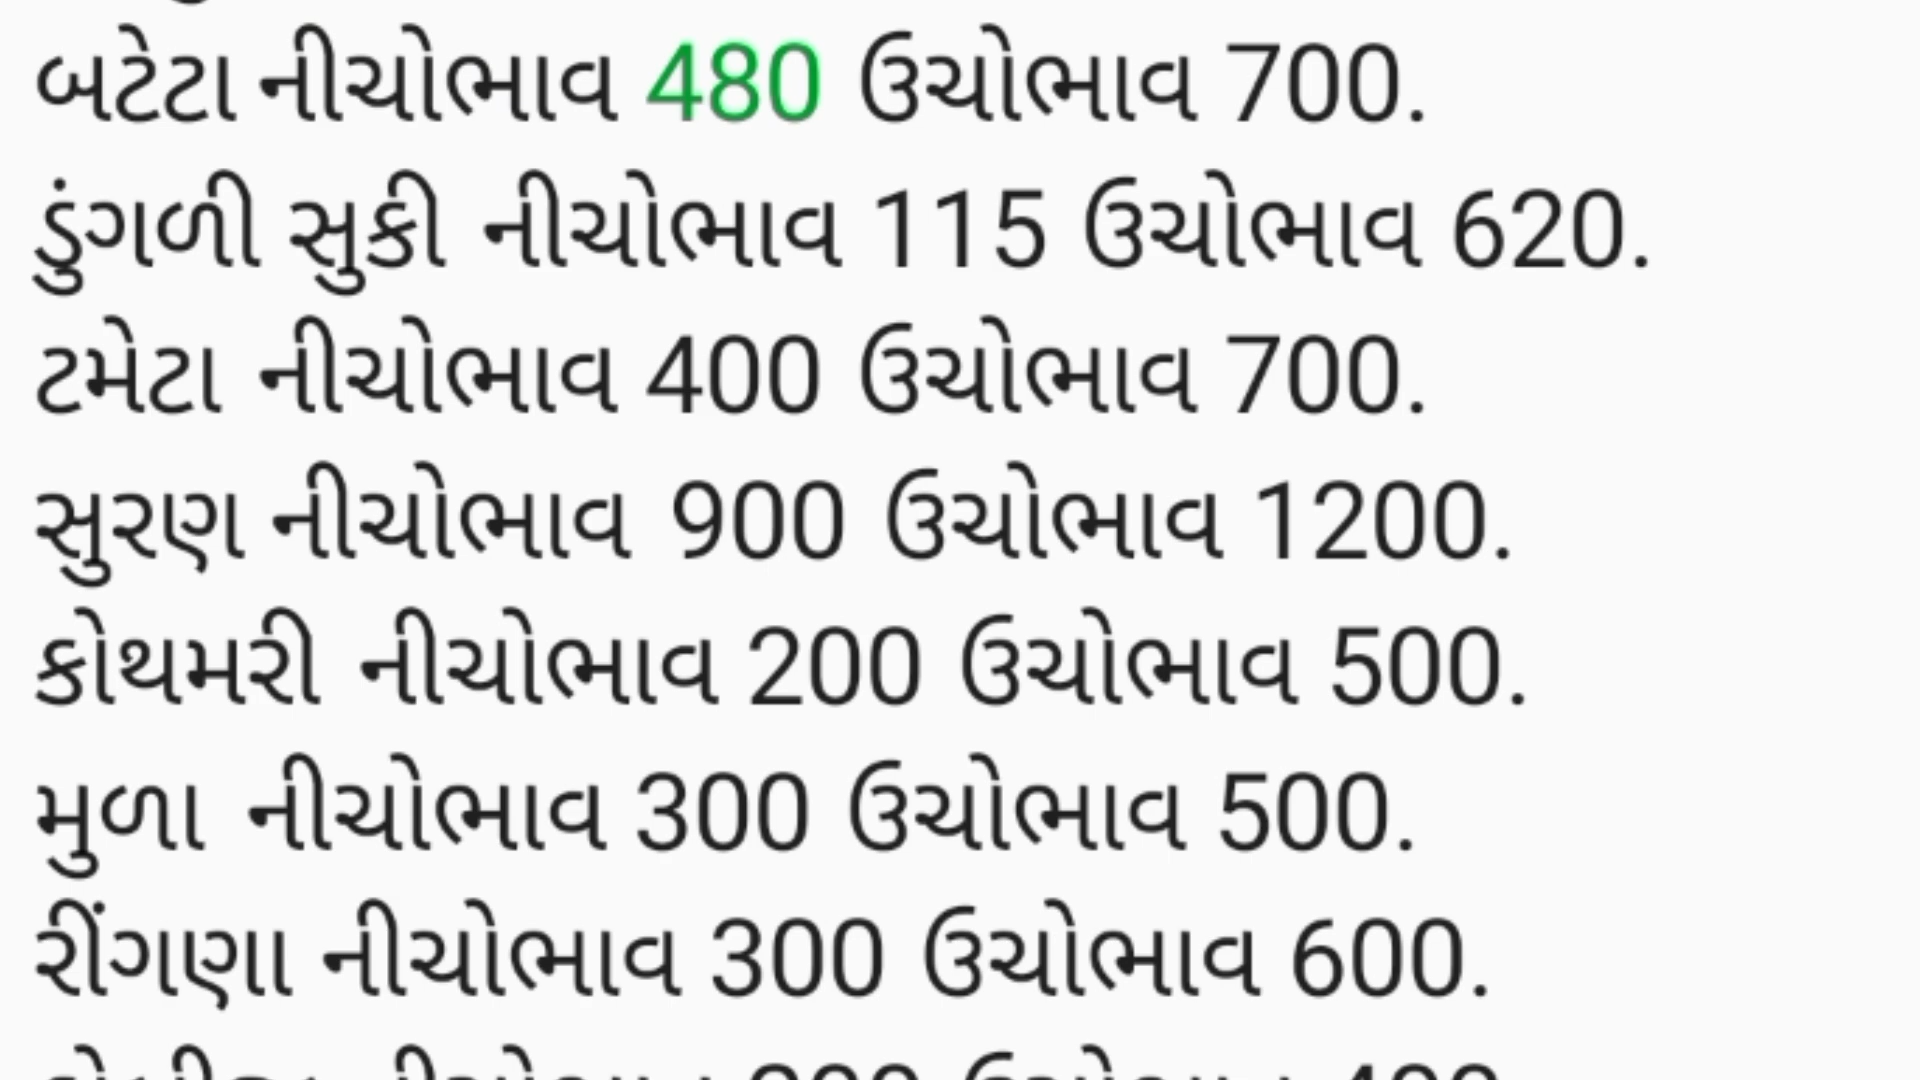 બટેટા નીચોભાવ 480 ઉચોભાવ 700.
ડુંગળી સુકી નીચોભાવ 115 ઉચોભાવ 620.
ટમેટા નીચોભાવ 400 ઉચોભાવ 700.
સુરણ નીચોભાવ 900 ઉચોભાવ 1200.
કોથમરી નીચોભાવ 200 ઉચોભાવ 500.
મુળા નીચોભાવ 300 ઉચોભાવ 500.
રીંગણા નીચોભાવ 300 ઉચોભાવ 600.